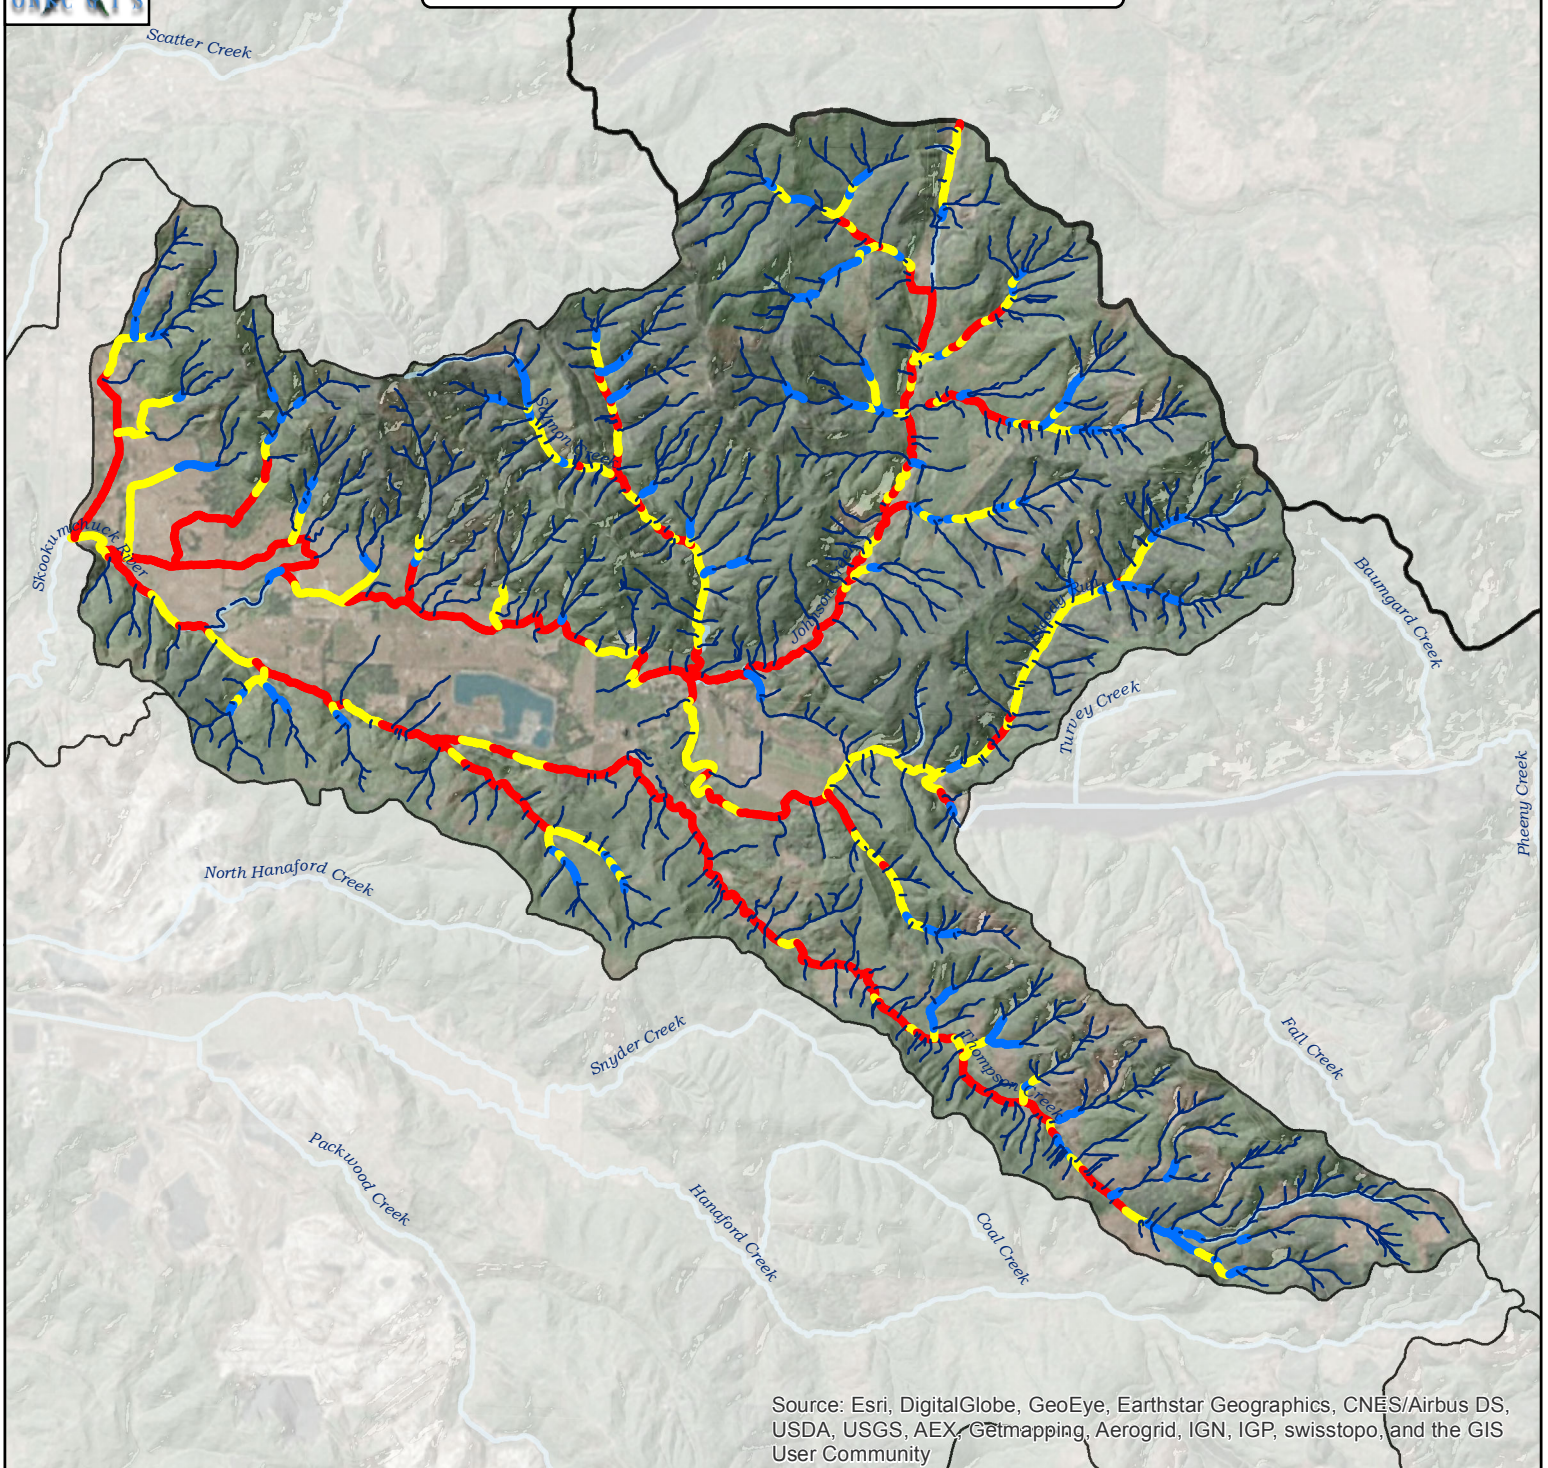 Scatter Creek
Salmon Creek
Skookumchuck River
Johnson Creek
Baumgard Creek
Turvey Creek
Pheeny Creek
North Hanaford Creek
Snyder Creek
Thompson Creek
Fall Creek
Packwood Creek
Hanaford Creek
Coal Creek
Source: Esri, DigitalGlobe, GeoEye, Earthstar Geographics, CNES/Airbus DS,
USDA, USGS, AEX, Getmapping, Aerogrid, IGN, IGP, swisstopo, and the GIS
User Community